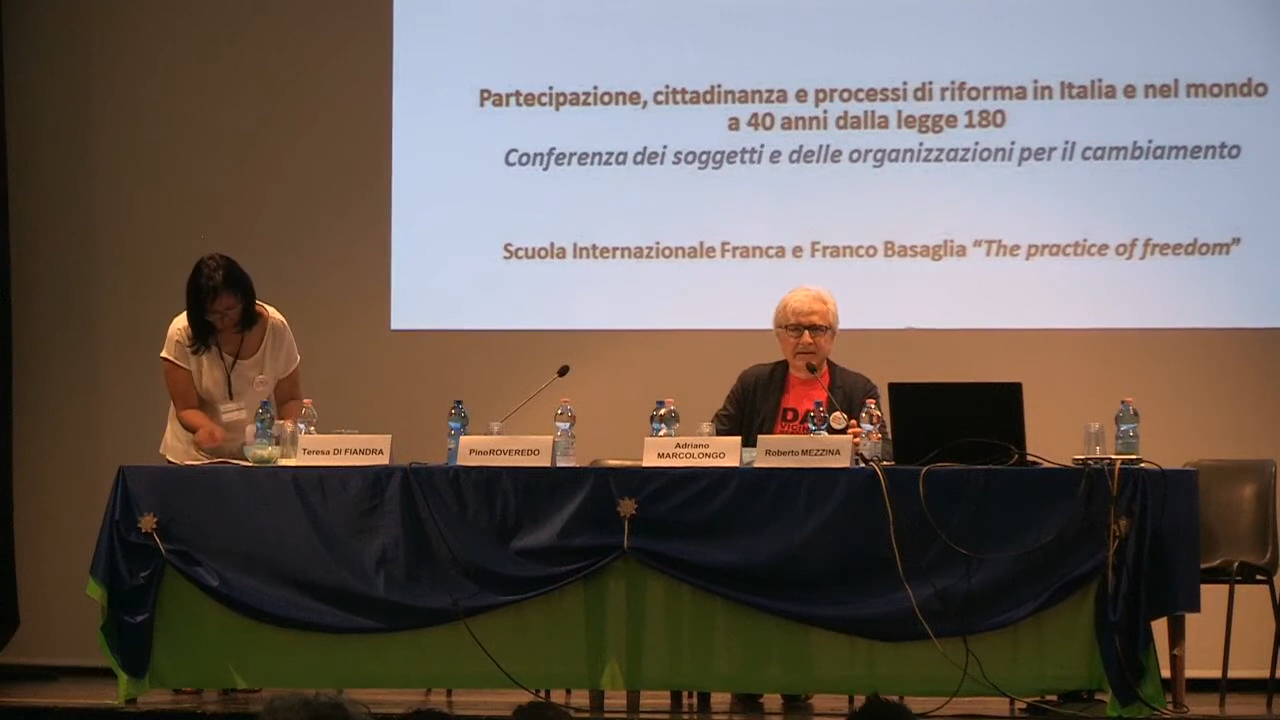 Partecipazione, cittadinanza e processi di riforma in Italia e nel mondo
a 40 anni dalla legge 180
Conferenza dei soggetti e delle organizzazioni per il cambiamento
Scuola Internazionale Franca e Franco Basaglia “The practice of freedom”
Teresa DI FIANDRA
PinoROVEREDO
Adriano
MARCOLONGO
Roberto MEZZINA